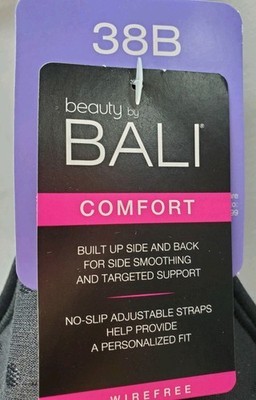 38B
beauty by
BALI®
COMFORT
BUILT UP SIDE AND BACK
FOR SIDE SMOOTHING
AND TARGETED SUPPORT
NO-SLIP ADJUSTABLE STRAPS
HELP PROVIDE
A PERSONALIZED FIT
WIREFREE